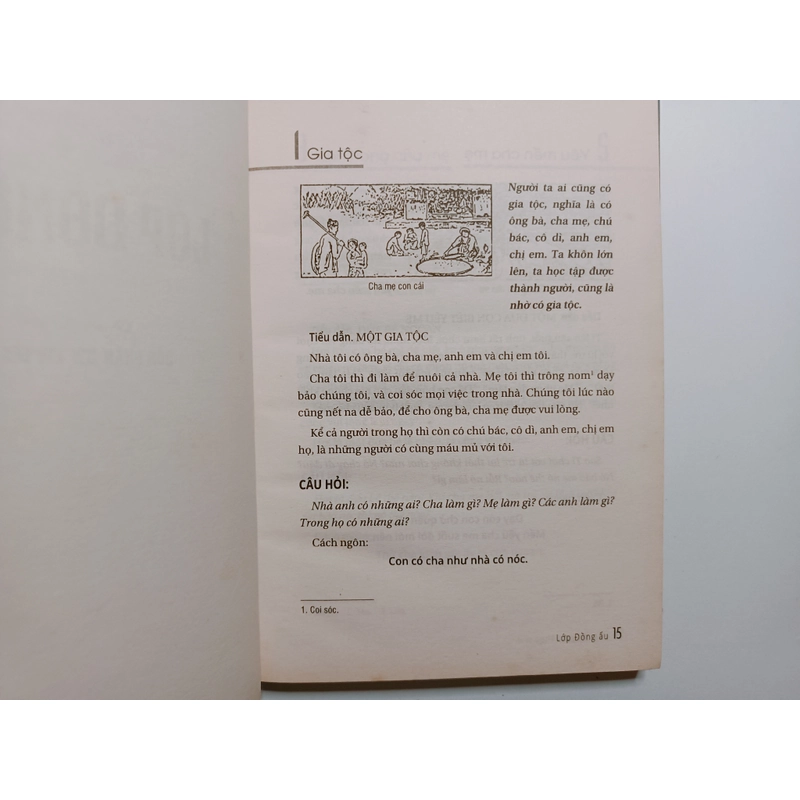 1 Gia tộc
Người ta ai cũng có
gia tộc, nghĩa là có
ông bà, cha mẹ, chú
bác, cô dì, anh em,
chị em. Ta khôn lớn
lên, ta học tập được
thành người, cũng là
nhờ có gia tộc.
Cha mẹ con cái
Tiểu dẫn. MỘT GIA TỘC
Nhà tôi có ông bà, cha mẹ, anh em và chị em tôi.
Cha tôi thì đi làm để nuôi cả nhà. Mẹ tôi thì trông nom¹ dạy
bảo chúng tôi, và coi sóc mọi việc trong nhà. Chúng tôi lúc nào
cũng nết na dễ bảo, để cho ông bà, cha mẹ được vui lòng.
Kể cả người trong họ thì còn có chú bác, cô dì, anh em, chị em
họ, là những người có cùng máu mủ với tôi.
CÂU HỎI:
Nhà anh có những ai? Cha làm gì? Mẹ làm gì? Các anh làm gì?
Trong họ có những ai?
Cách ngôn:
Con có cha như nhà có nóc.
1. Coi sóc.
Lớp Đồng ấu 15